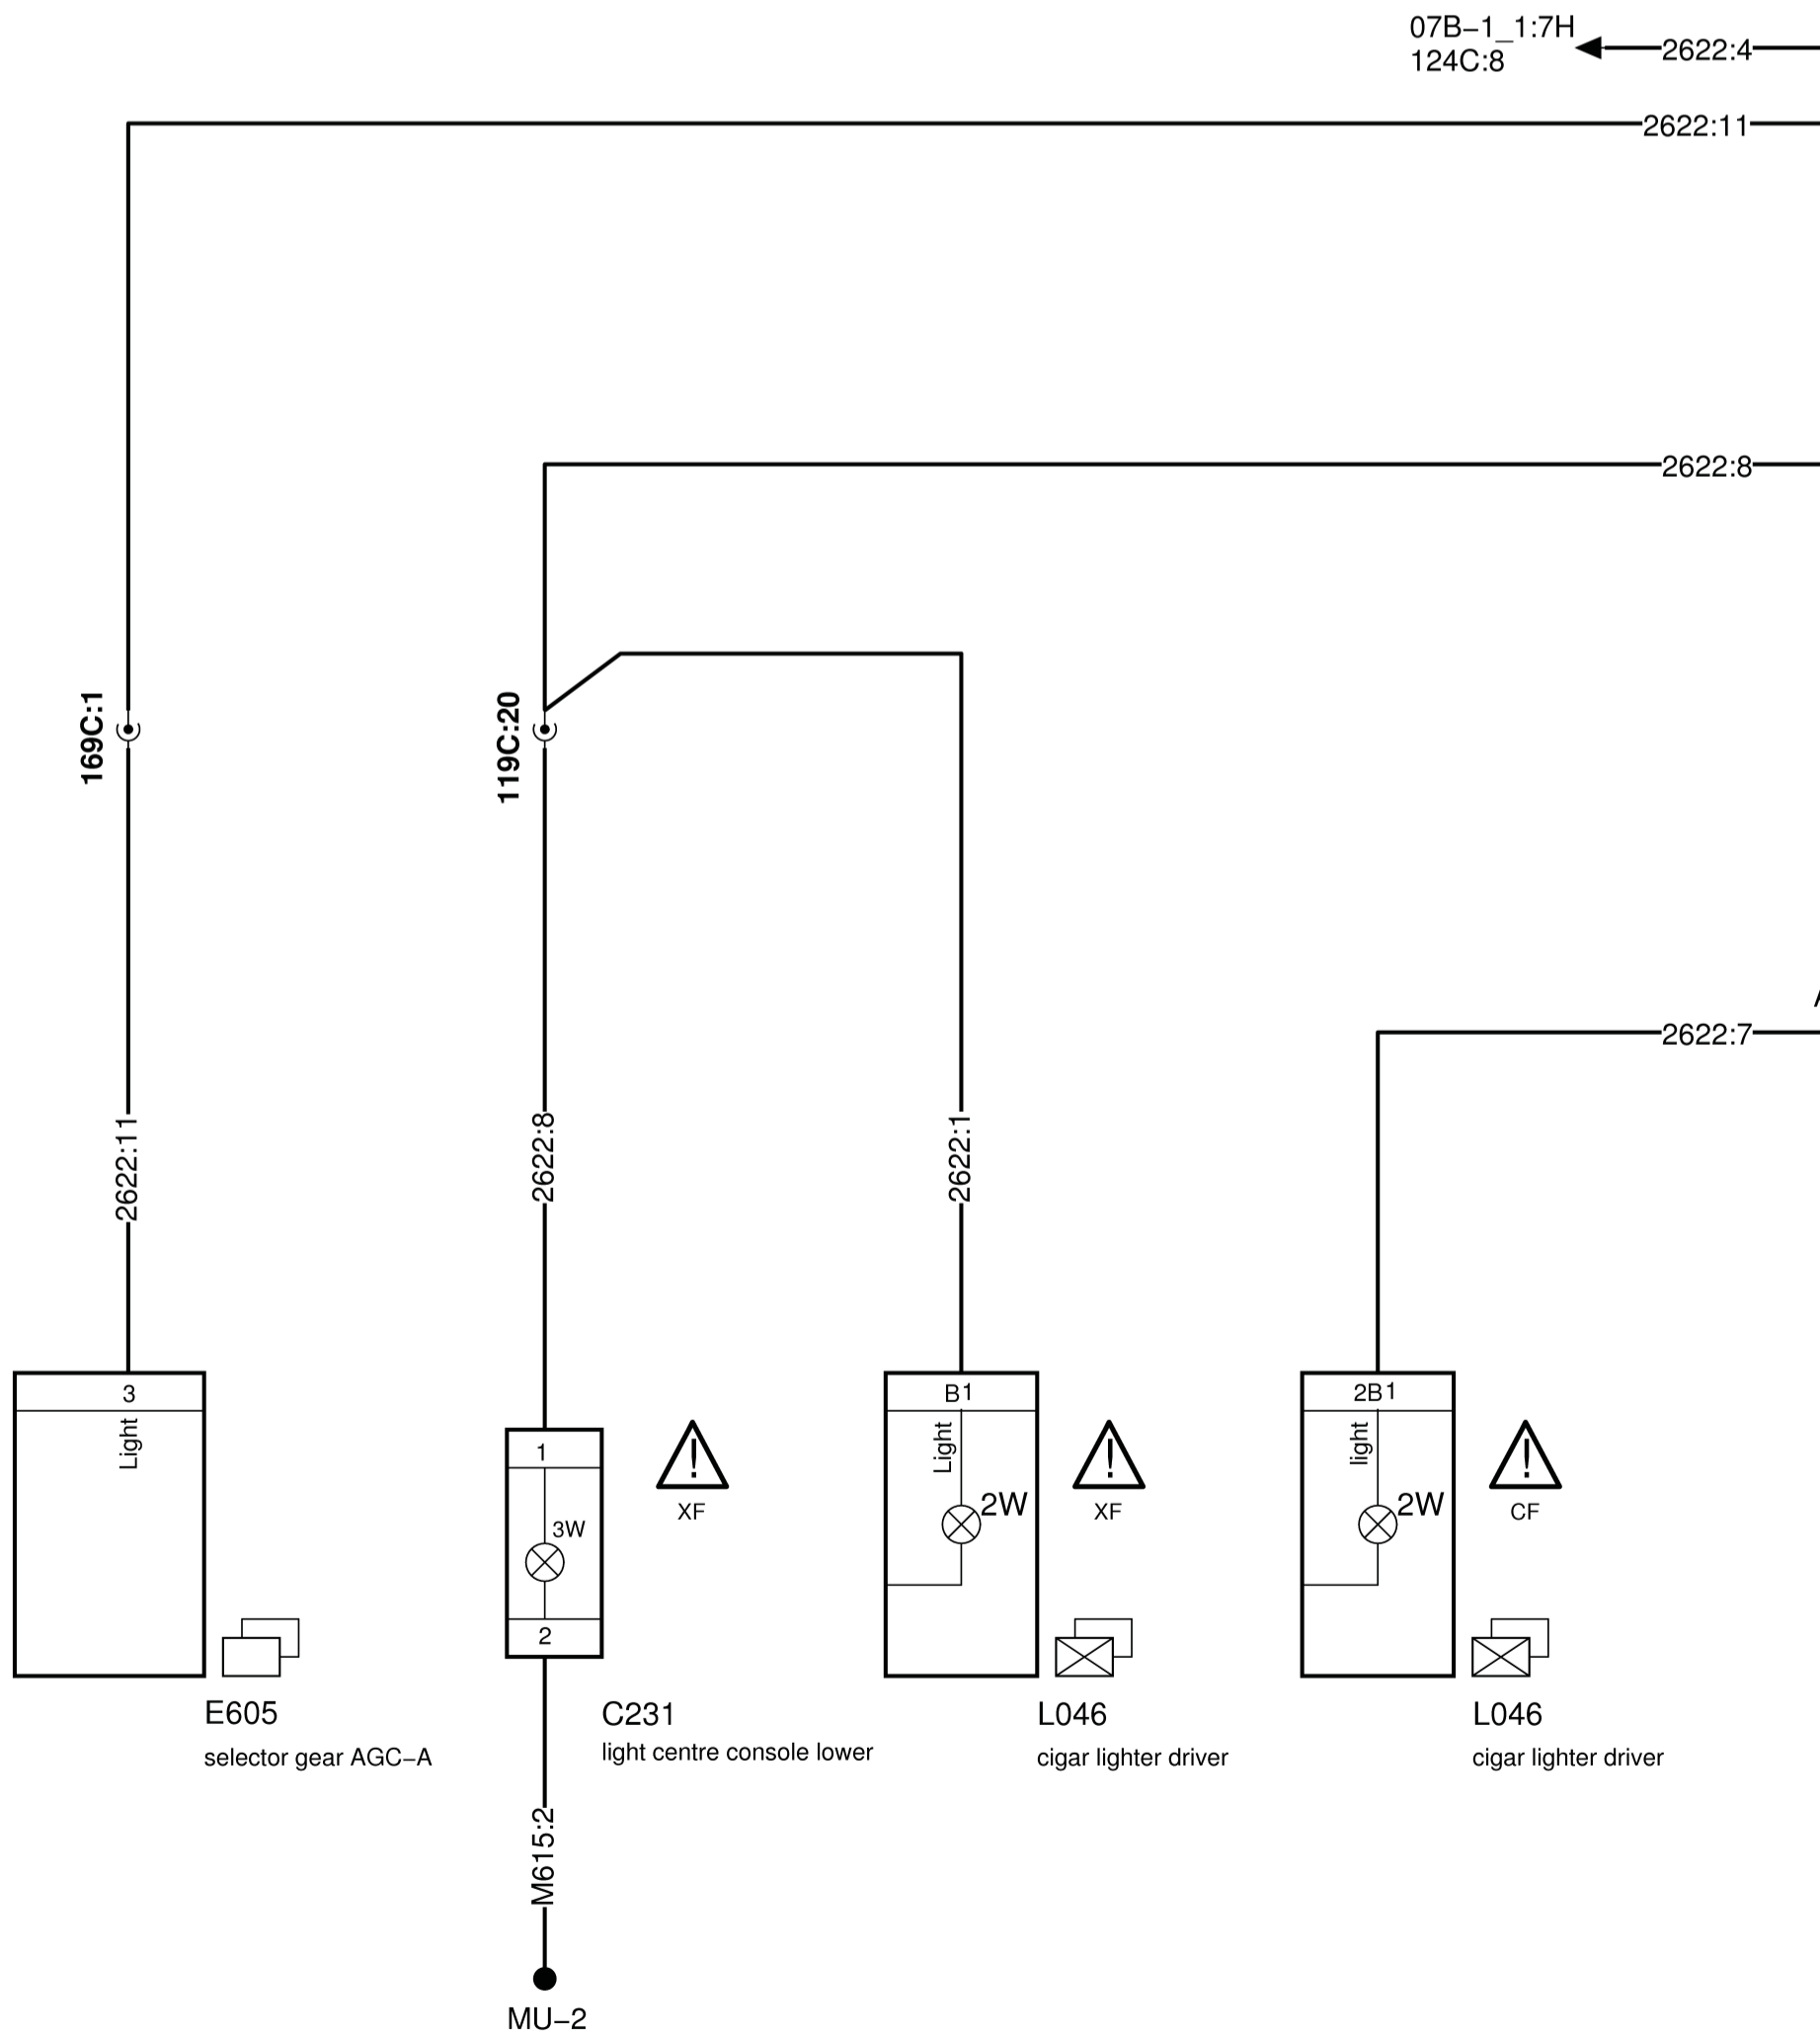 07B−1_1:7H
124C:8
2622:4
2622:11
2622:8
169C:1
119C:20
2622:7
2622:11
2622:8
2622:1
3
Light
1
3W
2
!
XF
B1
Light
2W
!
XF
2B1
light
2W
!
CF
E605
selector gear AGC−A
C231
light centre console lower
L046
cigar lighter driver
L046
cigar lighter driver
M615:2
MU−2